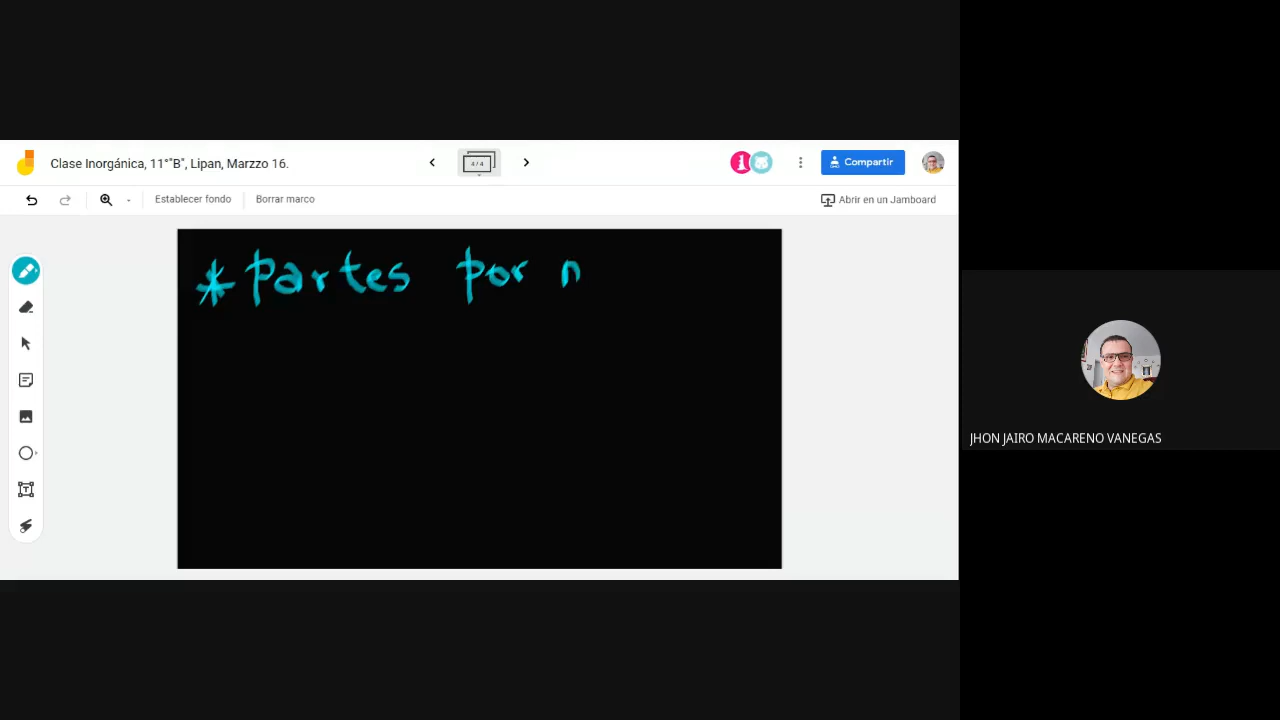 Clase Inorgánica, 11°"B", Lipan, Marzzo 16.
4 / 4
Compartir
Establecer fondo
Borrar marco
Abrir en un Jamboard
*Partes por n
JHON JAIRO MACARENO VANEGAS